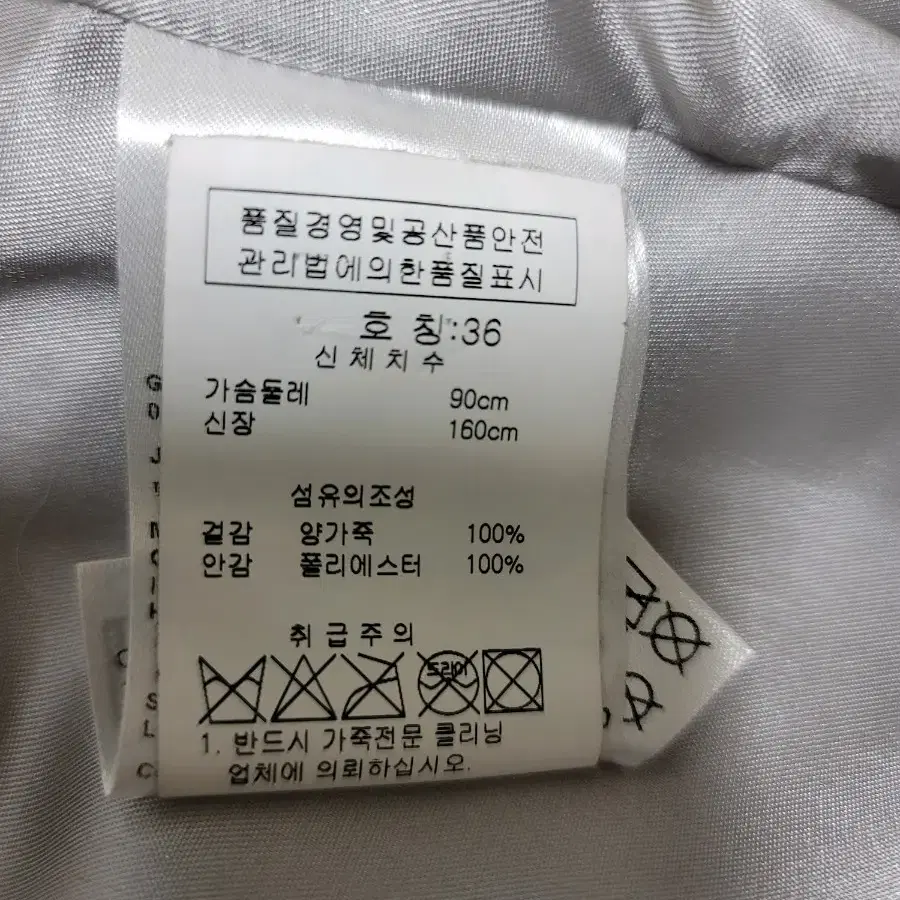 품질경영및공산품안전
관리법에의한품질표시
호 칭:36
신 체 치 수
가슴둘레 90cm
신장 160cm
섬유의조성
겉감 양가죽 100%
안감 폴리에스터 100%
취 급 주 의
드라이
1. 반드시 가죽전문 클리닝
업체에 의뢰하십시오.